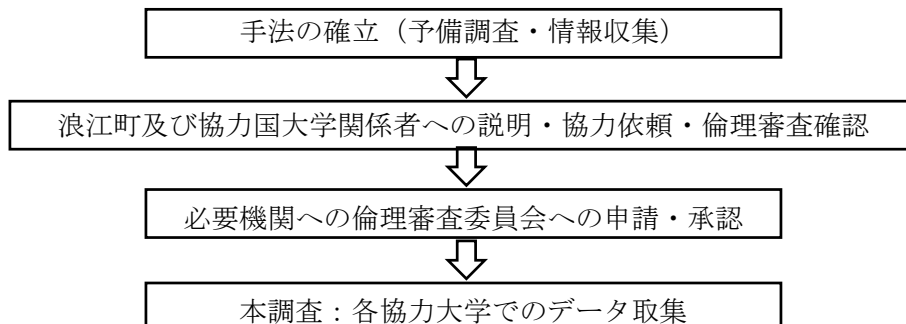 手法の確立（予備調査・情報収集）
浪江町及び協力国大学関係者への説明・協力依頼・倫理審査確認
必要機関への倫理審査委員会への申請・承認
本調査：各協力大学でのデータ取集